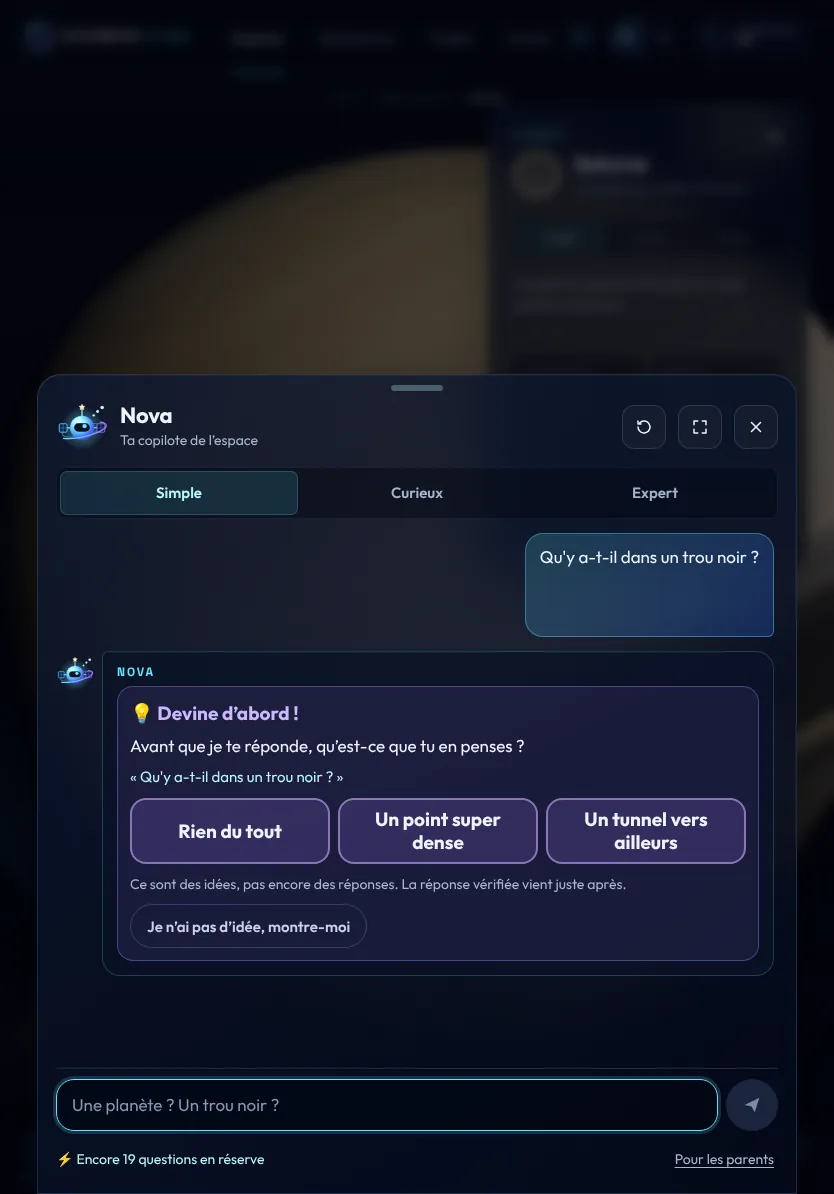 Nova
Ta copilote de l'espace
Simple
Curieux
Expert
Qu'y a-t-il dans un trou noir ?
NOVA
💡 Devine d’abord !
Avant que je te réponde, qu’est-ce que tu en penses ?
« Qu'y a-t-il dans un trou noir ? »
Rien du tout
Un point super
dense
Un tunnel vers
ailleurs
Ce sont des idées, pas encore des réponses. La réponse vérifiée vient juste après.
Je n’ai pas d’idée, montre-moi
Une planète ? Un trou noir ?
⚡ Encore 19 questions en réserve
Pour les parents